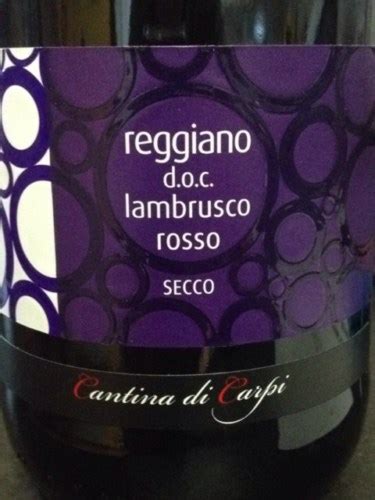 reggiano
d.o.c.
lambrusco
rosso
SECCO
Cantina di Carpi